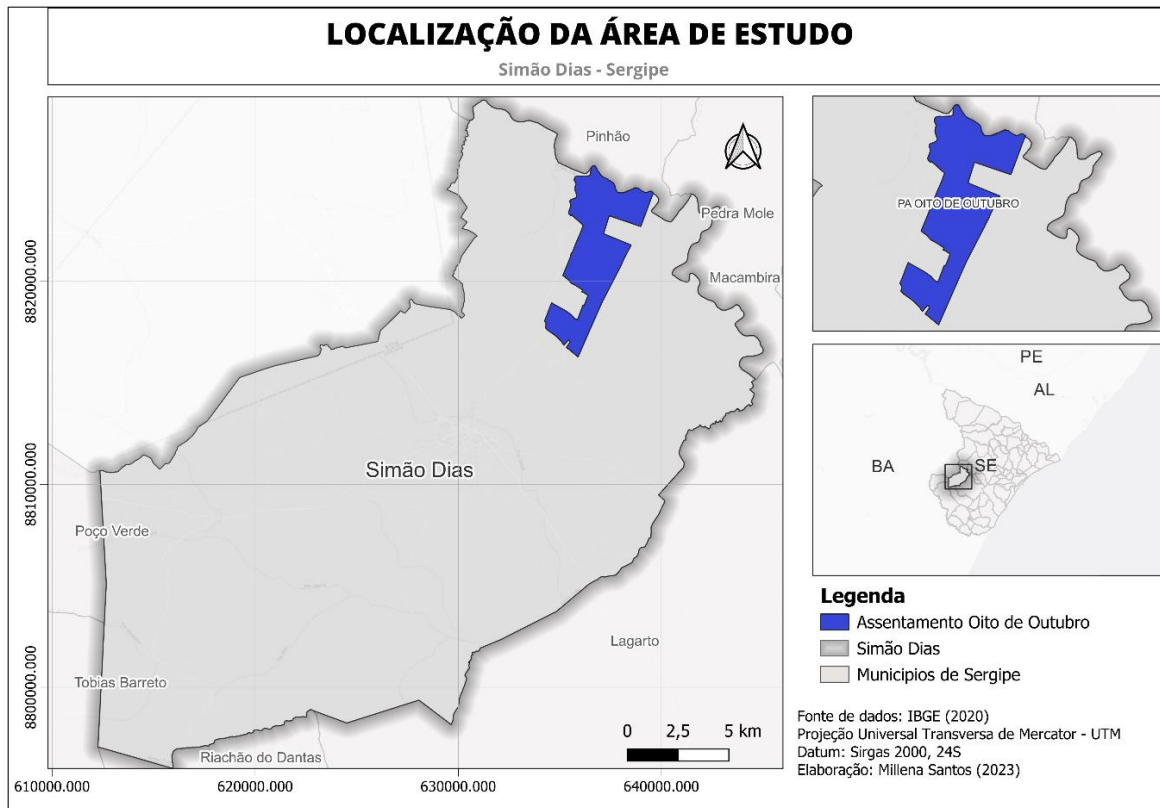 LOCALIZAÇÃO DA ÁREA DE ESTUDO
Simão Dias - Sergipe
Pinhão
Pedra Mole
Macambira
Simão Dias
Poço Verde
Lagarto
Tobias Barreto
Riachão do Dantas
0 2,5 5 km
8820000.000
8810000.000
8800000.000
610000.000 620000.000 630000.000 640000.000
PA OITO DE OUTUBRO
PE
AL
BA
SE
Legenda
Assentamento Oito de Outubro
Simão Dias
Municipios de Sergipe
Fonte de dados: IBGE (2020)
Projeção Universal Transversa de Mercator - UTM
Datum: Sirgas 2000, 24S
Elaboração: Millena Santos (2023)